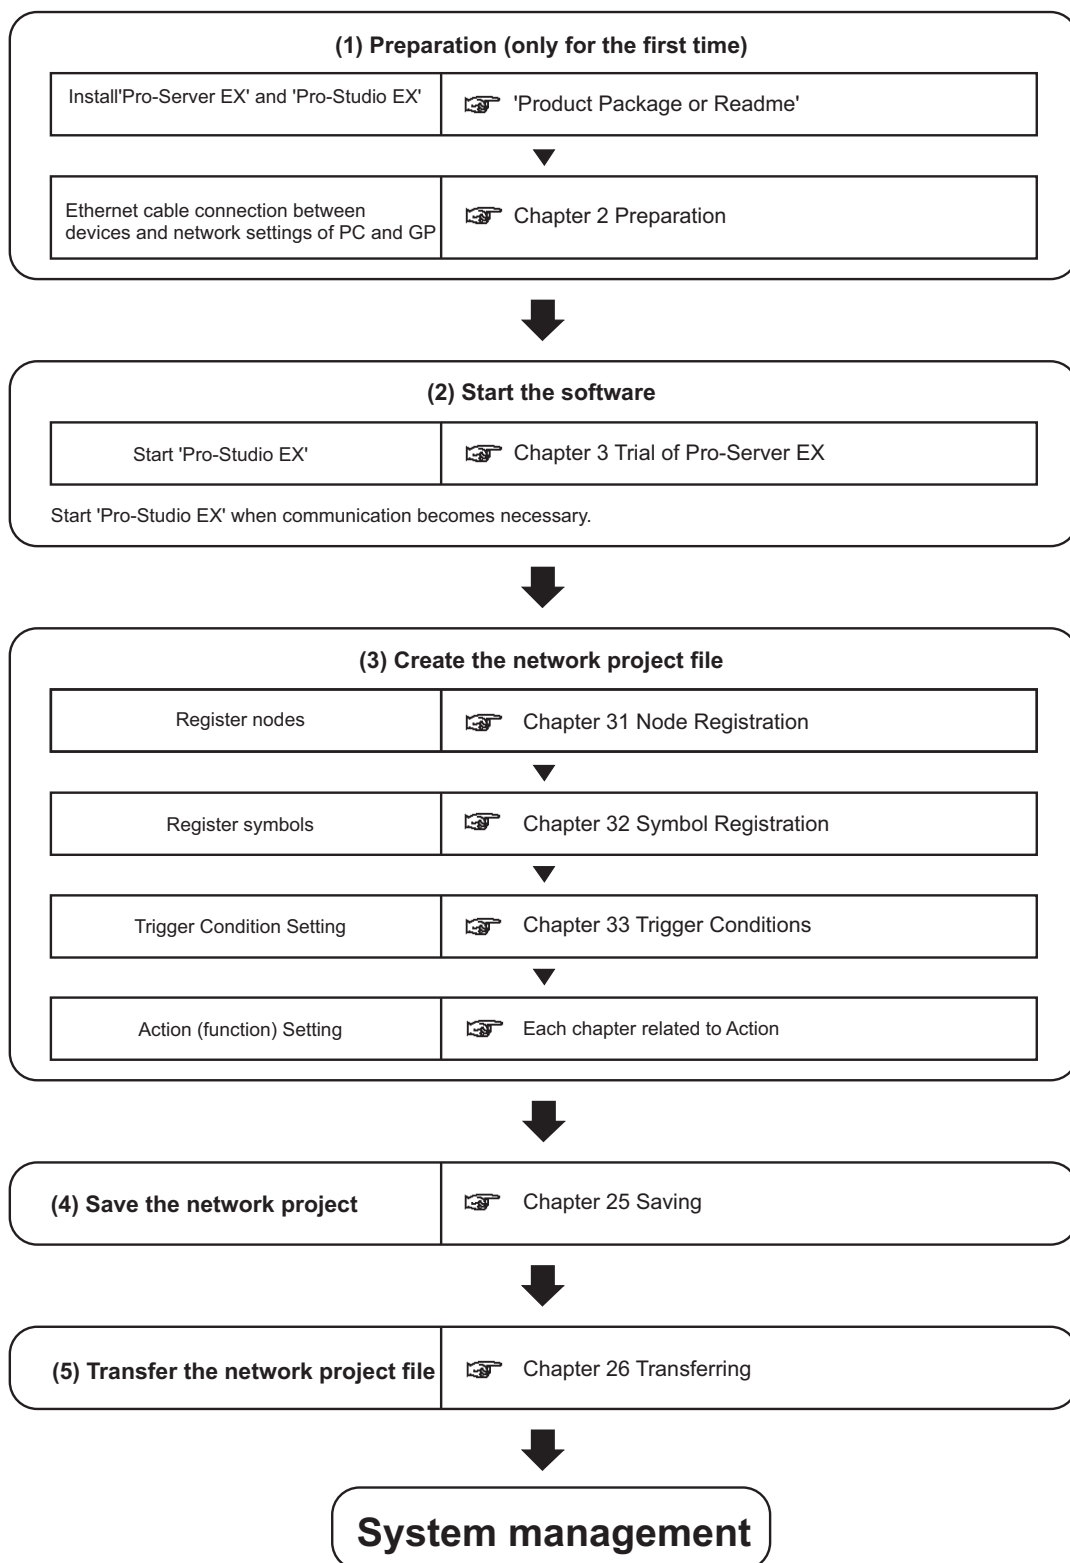 (1) Preparation (only for the first time)
Install'Pro-Server EX' and 'Pro-Studio EX'
'Product Package or Readme'
Ethernet cable connection between
devices and network settings of PC and GP
Chapter 2 Preparation
(2) Start the software
Start 'Pro-Studio EX'
Chapter 3 Trial of Pro-Server EX
Start 'Pro-Studio EX' when communication becomes necessary.
(3) Create the network project file
Register nodes
Chapter 31 Node Registration
Register symbols
Chapter 32 Symbol Registration
Trigger Condition Setting
Chapter 33 Trigger Conditions
Action (function) Setting
Each chapter related to Action
(4) Save the network project
Chapter 25 Saving
(5) Transfer the network project file
Chapter 26 Transferring
System management